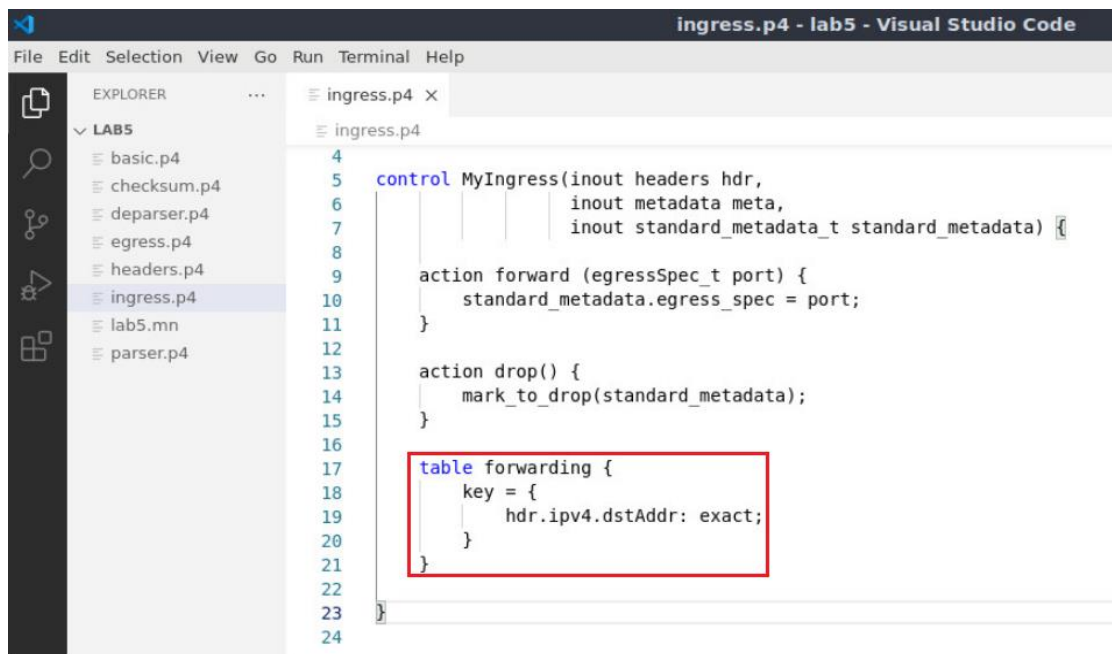 ingress.p4 - lab5 - Visual Studio Code
File Edit Selection View Go Run Terminal Help
EXPLORER ...
ingress.p4 ×
LAB5
ingress.p4
basic.p4
checksum.p4
deparser.p4
egress.p4
headers.p4
ingress.p4
lab5.mn
parser.p4
4
5 control MyIngress(inout headers hdr,
6 inout metadata meta,
7 inout standard_metadata_t standard_metadata) {
8
9 action forward (egressSpec_t port) {
10 standard_metadata.egress_spec = port;
11 }
12
13 action drop() {
14 mark_to_drop(standard_metadata);
15 }
16
17 table forwarding {
18 key = {
19 hdr.ipv4.dstAddr: exact;
20 }
21 }
22
23 }
24